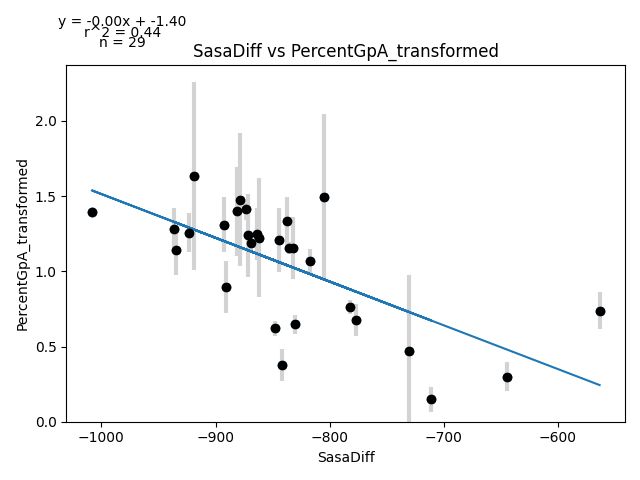 y = -0.00x + -1.40
r^2 = 0.44
n = 29
SasaDiff vs PercentGpA_transformed
PercentGpA_transformed
2.0
1.5
1.0
0.5
0.0
−1000
−900
−800
−700
−600
SasaDiff